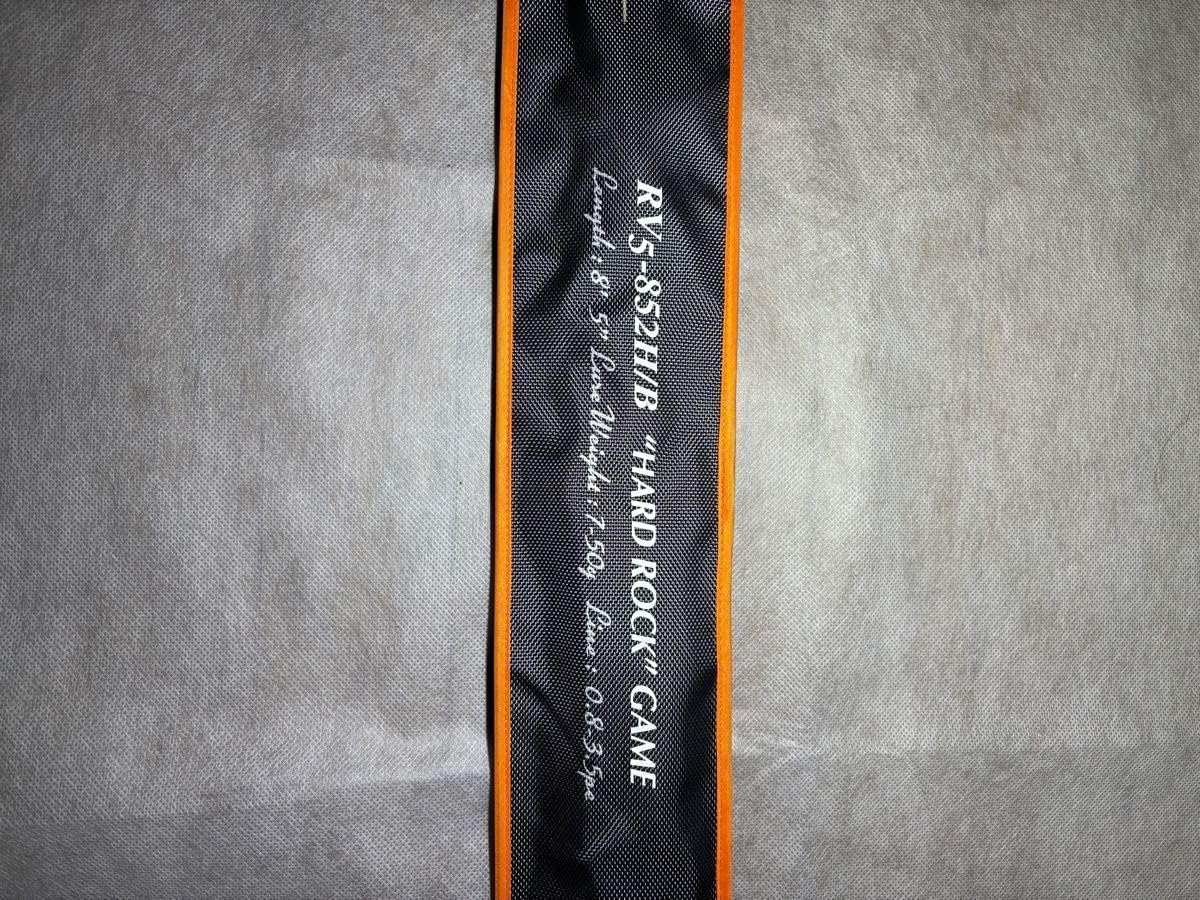 RV5-852H/B "HARD ROCK" GAME
Length : 8' 5" Lure Weight : 7-50g Line : 0.8-3.5pe